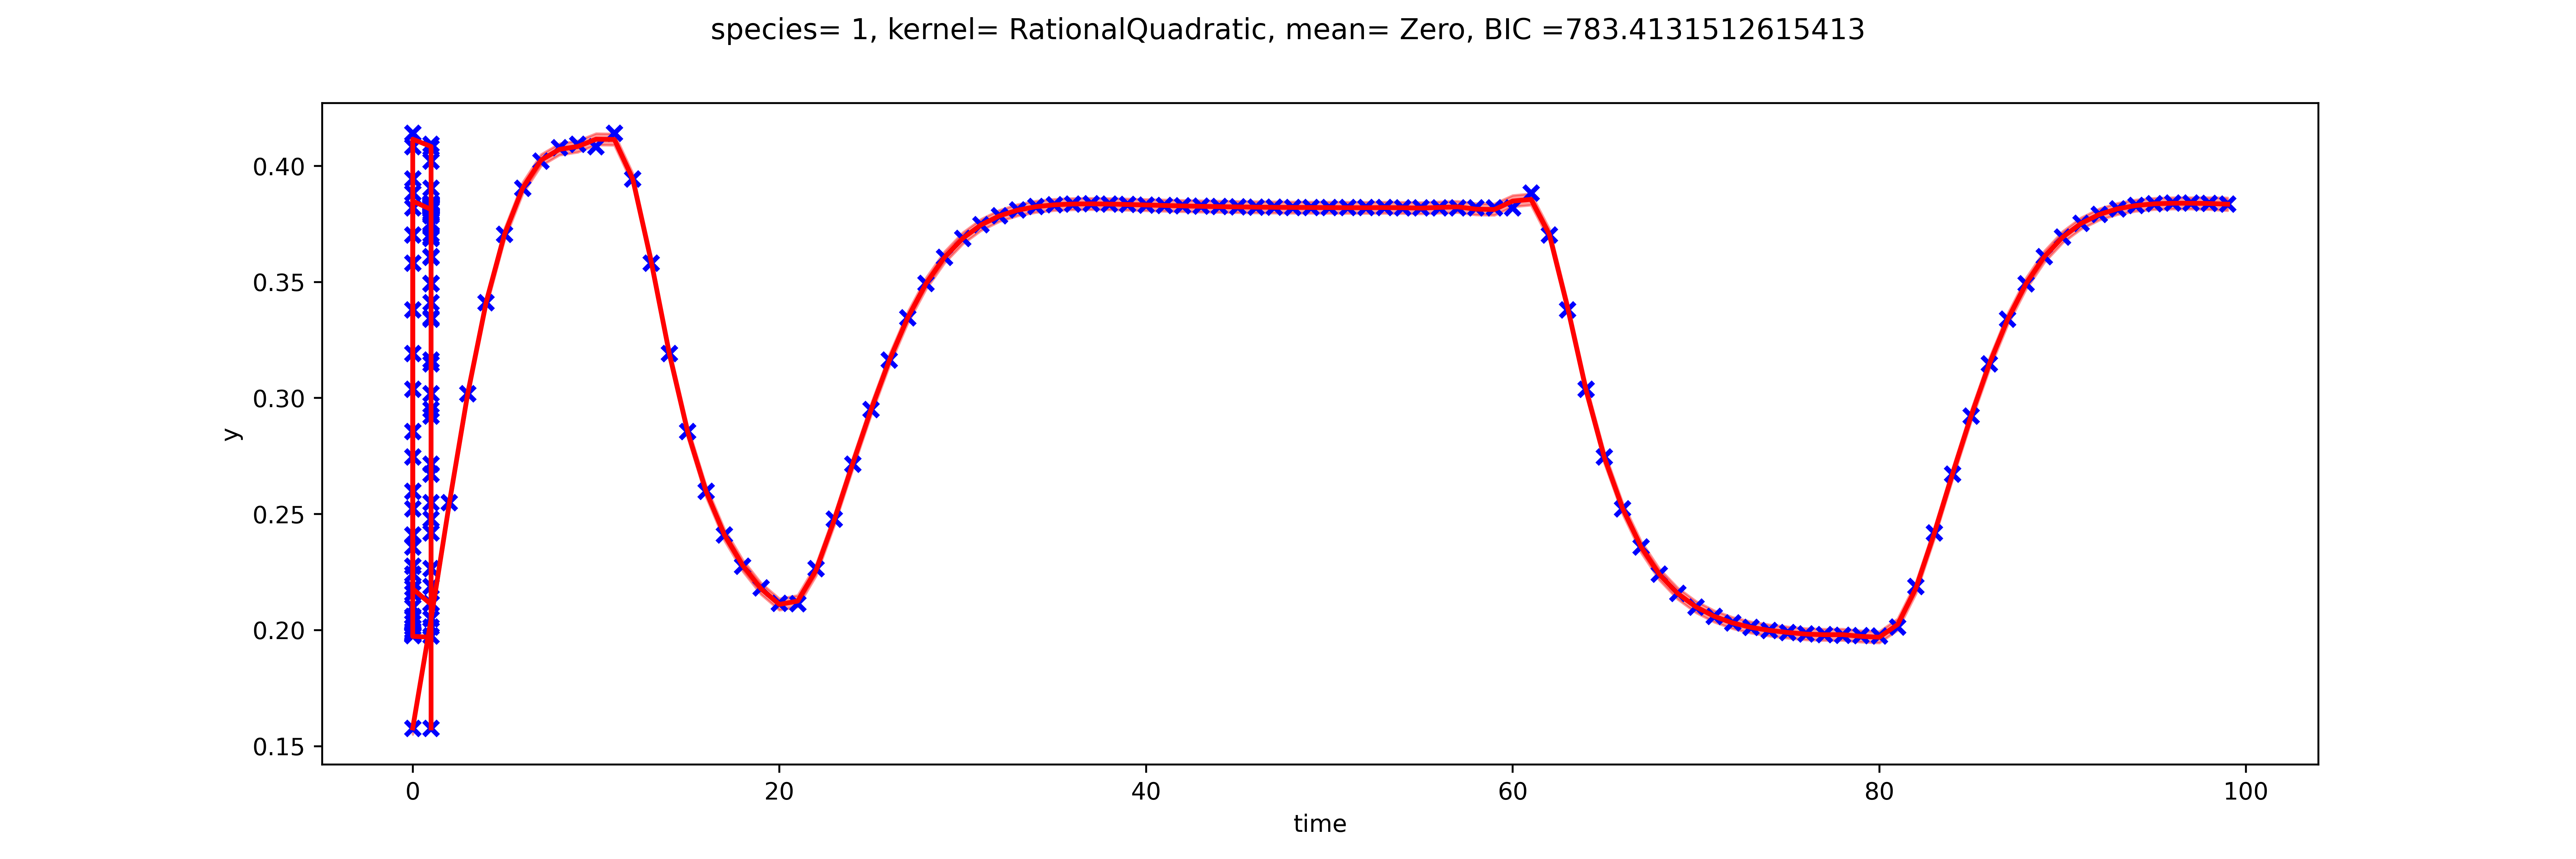 species= 1, kernel= RationalQuadratic, mean= Zero, BIC =783.4131512615413
0.40
0.35
0.30
0.25
0.20
0.15
y
0 20 40 60 80 100
time